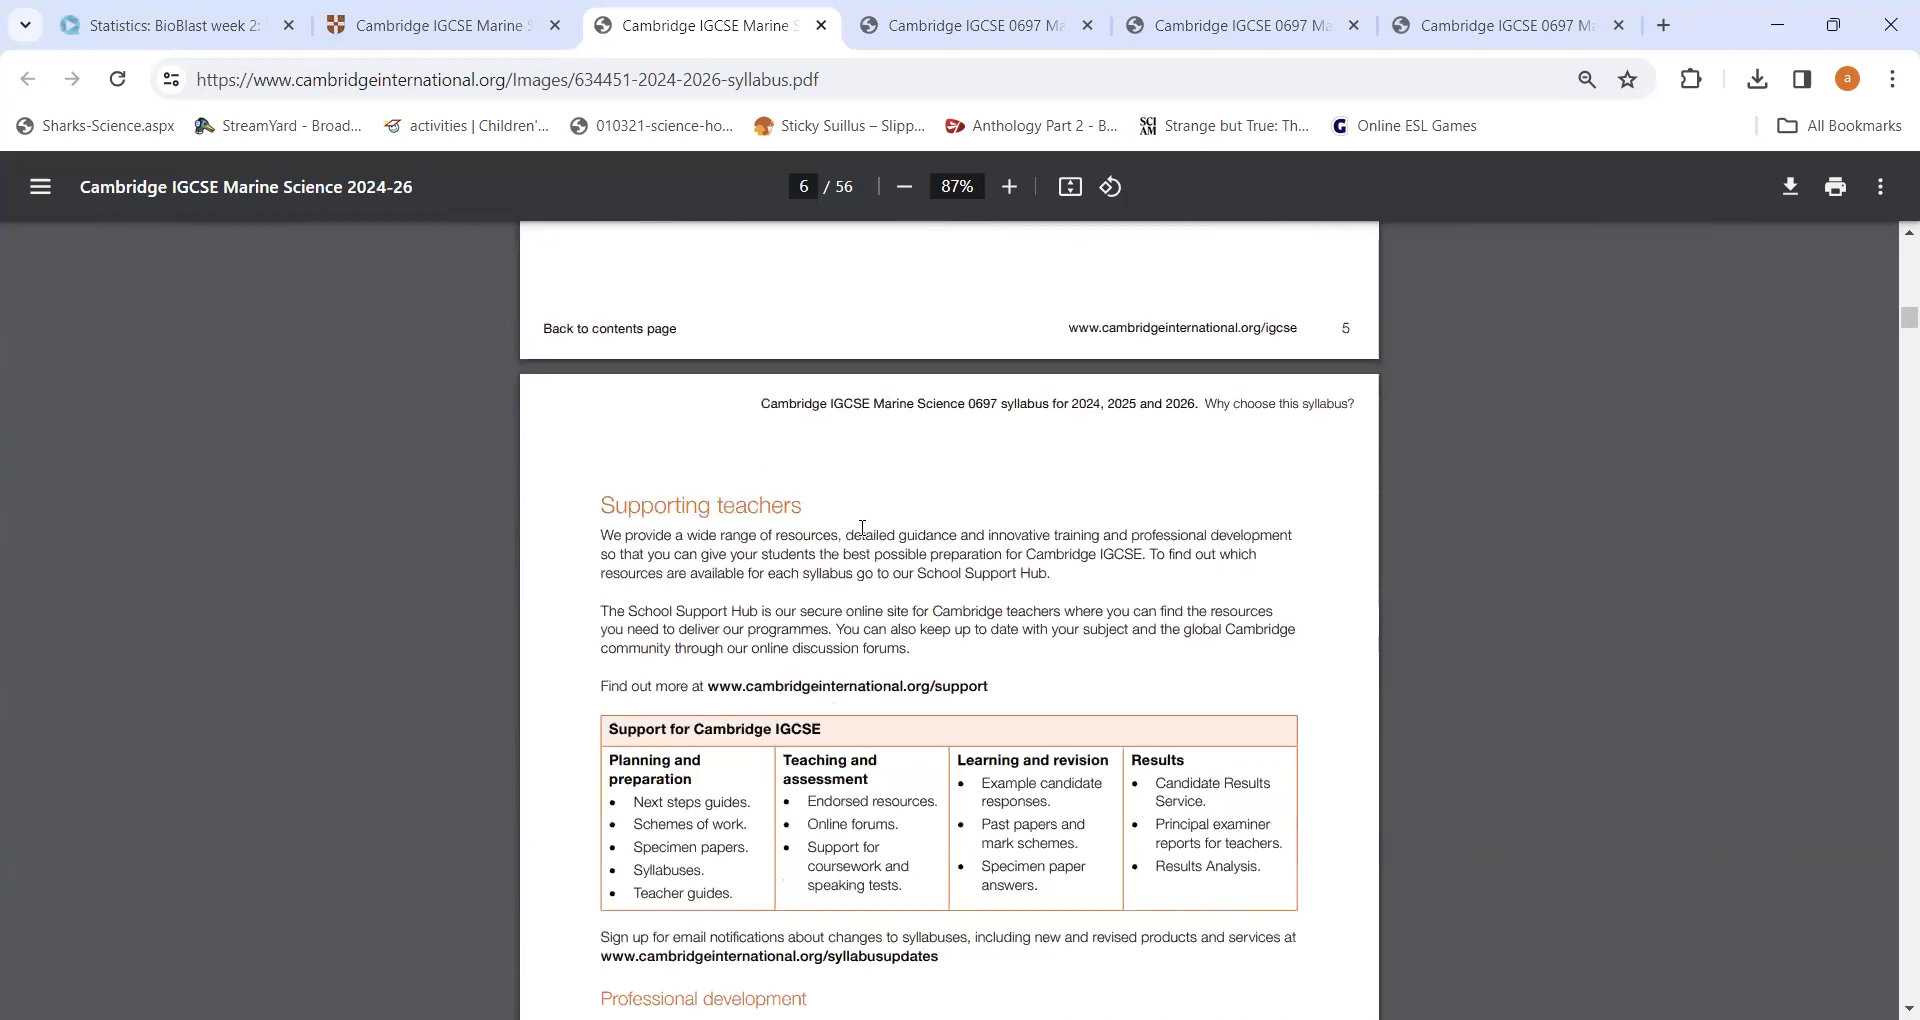 Statistics: BioBlast week 2:
Cambridge IGCSE Marine S
Cambridge IGCSE Marine S
Cambridge IGCSE 0697 Ma
Cambridge IGCSE 0697 Ma
Cambridge IGCSE 0697 Ma
https://www.cambridgeinternational.org/Images/634451-2024-2026-syllabus.pdf
a
Sharks-Science.aspx
StreamYard - Broad...
activities | Children'...
010321-science-ho...
Sticky Suillus – Slipp...
Anthology Part 2 - B...
SCI AM
Strange but True: Th...
G
Online ESL Games
All Bookmarks
Cambridge IGCSE Marine Science 2024-26
6 / 56
87%
Back to contents page
www.cambridgeinternational.org/igcse
5
Cambridge IGCSE Marine Science 0697 syllabus for 2024, 2025 and 2026. Why choose this syllabus?
Supporting teachers
We provide a wide range of resources, detailed guidance and innovative training and professional development
so that you can give your students the best possible preparation for Cambridge IGCSE. To find out which
resources are available for each syllabus go to our School Support Hub.
The School Support Hub is our secure online site for Cambridge teachers where you can find the resources
you need to deliver our programmes. You can also keep up to date with your subject and the global Cambridge
community through our online discussion forums.
Find out more at www.cambridgeinternational.org/support
Support for Cambridge IGCSE
Planning and
preparation
• Next steps guides.
• Schemes of work.
• Specimen papers.
• Syllabuses.
• Teacher guides.
Teaching and
assessment
• Endorsed resources.
• Online forums.
• Support for
coursework and
speaking tests.
Learning and revision
• Example candidate
responses.
• Past papers and
mark schemes.
• Specimen paper
answers.
Results
• Candidate Results
Service.
• Principal examiner
reports for teachers.
• Results Analysis.
Sign up for email notifications about changes to syllabuses, including new and revised products and services at
www.cambridgeinternational.org/syllabusupdates
Professional development